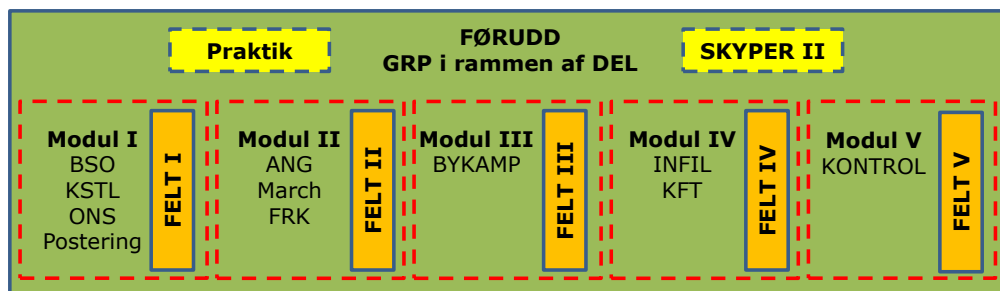 Praktik
FØRUDD
GRP i rammen af DEL
SKYPER II
Modul I
BSO
KSTL
ONS
Postering
FELT I
Modul II
ANG
March
FRK
FELT II
Modul III
BYKAMP
FELT III
Modul IV
INFIL
KFT
FELT IV
Modul V
KONTROL
FELT V